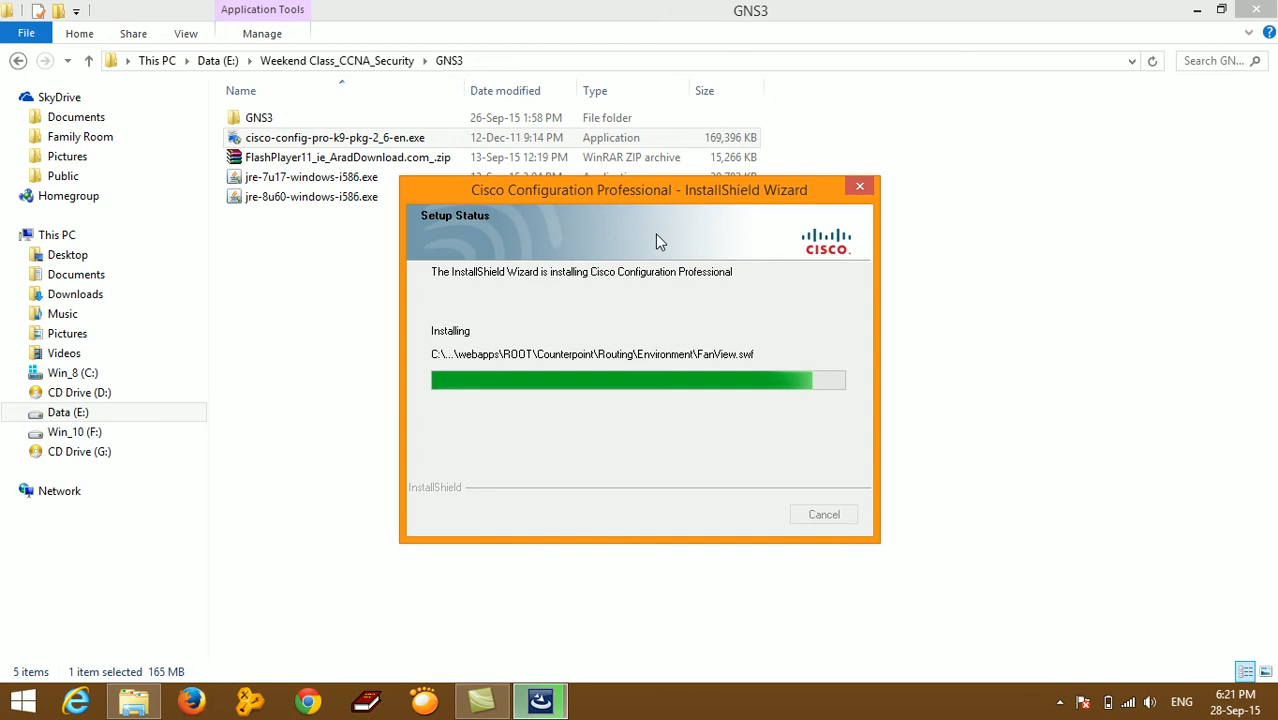 Application Tools
GNS3
File
Home
Share
View
Manage
This PC
Data (E:)
Weekend Class_CCNA_Security
GNS3
Search GN...
Name
Date modified
Type
Size
SkyDrive
Documents
Family Room
Pictures
Public
Homegroup
This PC
Desktop
Documents
Downloads
Music
Pictures
Videos
Win_8 (C:)
CD Drive (D:)
Data (E:)
Win_10 (F:)
CD Drive (G:)
Network
GNS3 26-Sep-15 1:58 PM File folder
cisco-config-pro-k9-pkg-2_6-en.exe 12-Dec-11 9:14 PM Application 169,396 KB
FlashPlayer11_ie_AradDownload.com_.zip 13-Sep-15 12:19 PM WinRAR ZIP archive 15,266 KB
jre-7u17-windows-i586.exe
jre-8u60-windows-i586.exe
Cisco Configuration Professional - InstallShield Wizard
Setup Status
CISCO.
The InstallShield Wizard is installing Cisco Configuration Professional
Installing
C:\...\webapps\ROOT\Counterpoint\Routing\Environment\FanView.swf
InstallShield
Cancel
5 items 1 item selected 165 MB
ENG
6:21 PM
28-Sep-15